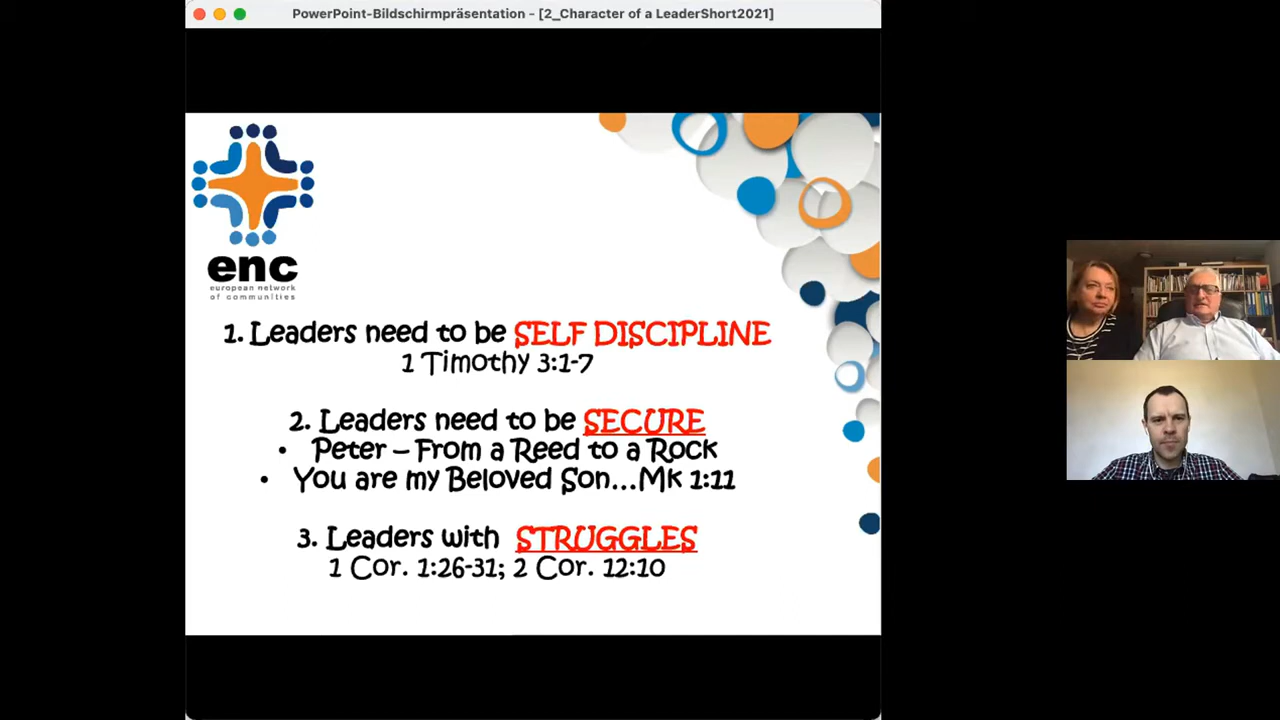 PowerPoint-Bildschirmpräsentation - [2_Character of a LeaderShort2021]
enc
european network
of communities
1. Leaders need to be SELF DISCIPLINE
1 Timothy 3:1-7
2. Leaders need to be SECURE
• Peter – From a Reed to a Rock
• You are my Beloved Son...Mk 1:11
3. Leaders with STRUGGLES
1 Cor. 1:26-31; 2 Cor. 12:10